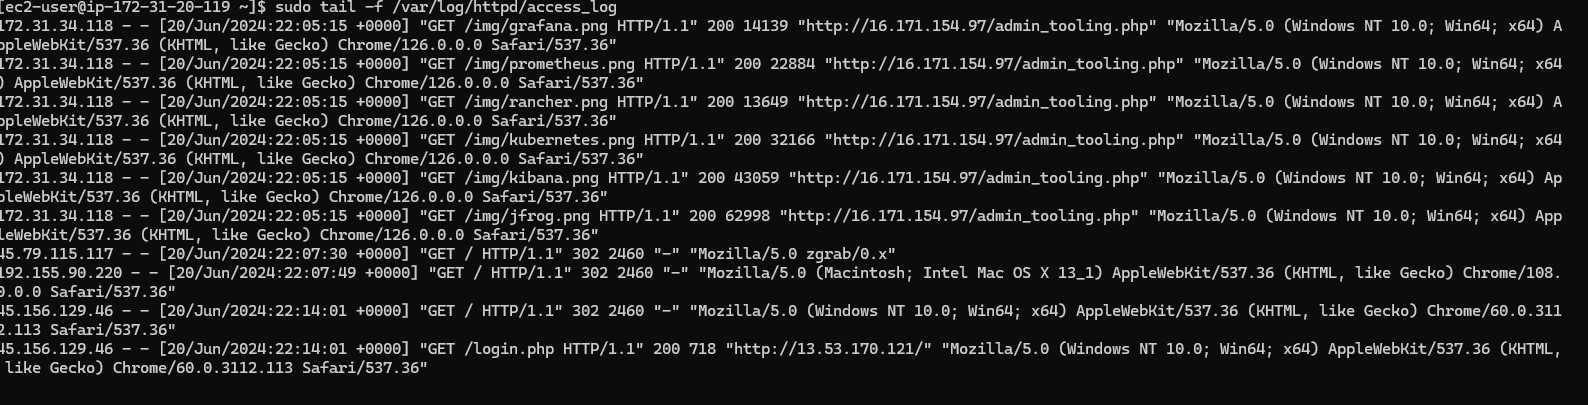 [ec2-user@ip-172-31-20-119 ~]$ sudo tail -f /var/log/httpd/access_log
172.31.34.118 - - [20/Jun/2024:22:05:15 +0000] "GET /img/grafana.png HTTP/1.1" 200 14139 "http://16.171.154.97/admin_tooling.php" "Mozilla/5.0 (Windows NT 10.0; Win64; x64) A
ppleWebKit/537.36 (KHTML, like Gecko) Chrome/126.0.0.0 Safari/537.36"
172.31.34.118 - - [20/Jun/2024:22:05:15 +0000] "GET /img/prometheus.png HTTP/1.1" 200 22884 "http://16.171.154.97/admin_tooling.php" "Mozilla/5.0 (Windows NT 10.0; Win64; x64
) AppleWebKit/537.36 (KHTML, like Gecko) Chrome/126.0.0.0 Safari/537.36"
172.31.34.118 - - [20/Jun/2024:22:05:15 +0000] "GET /img/rancher.png HTTP/1.1" 200 13649 "http://16.171.154.97/admin_tooling.php" "Mozilla/5.0 (Windows NT 10.0; Win64; x64) A
ppleWebKit/537.36 (KHTML, like Gecko) Chrome/126.0.0.0 Safari/537.36"
172.31.34.118 - - [20/Jun/2024:22:05:15 +0000] "GET /img/kubernetes.png HTTP/1.1" 200 32166 "http://16.171.154.97/admin_tooling.php" "Mozilla/5.0 (Windows NT 10.0; Win64; x64
) AppleWebKit/537.36 (KHTML, like Gecko) Chrome/126.0.0.0 Safari/537.36"
172.31.34.118 - - [20/Jun/2024:22:05:15 +0000] "GET /img/kibana.png HTTP/1.1" 200 43059 "http://16.171.154.97/admin_tooling.php" "Mozilla/5.0 (Windows NT 10.0; Win64; x64) Ap
pleWebKit/537.36 (KHTML, like Gecko) Chrome/126.0.0.0 Safari/537.36"
172.31.34.118 - - [20/Jun/2024:22:05:15 +0000] "GET /img/jfrog.png HTTP/1.1" 200 62998 "http://16.171.154.97/admin_tooling.php" "Mozilla/5.0 (Windows NT 10.0; Win64; x64) App
leWebKit/537.36 (KHTML, like Gecko) Chrome/126.0.0.0 Safari/537.36"
45.79.115.117 - - [20/Jun/2024:22:07:30 +0000] "GET / HTTP/1.1" 302 2460 "-" "Mozilla/5.0 zgrab/0.x"
192.155.90.220 - - [20/Jun/2024:22:07:49 +0000] "GET / HTTP/1.1" 302 2460 "-" "Mozilla/5.0 (Macintosh; Intel Mac OS X 13_1) AppleWebKit/537.36 (KHTML, like Gecko) Chrome/108.
0.0.0 Safari/537.36"
45.156.129.46 - - [20/Jun/2024:22:14:01 +0000] "GET / HTTP/1.1" 302 2460 "-" "Mozilla/5.0 (Windows NT 10.0; Win64; x64) AppleWebKit/537.36 (KHTML, like Gecko) Chrome/60.0.311
2.113 Safari/537.36"
45.156.129.46 - - [20/Jun/2024:22:14:01 +0000] "GET /login.php HTTP/1.1" 200 718 "http://13.53.170.121/" "Mozilla/5.0 (Windows NT 10.0; Win64; x64) AppleWebKit/537.36 (KHTML,
like Gecko) Chrome/60.0.3112.113 Safari/537.36"